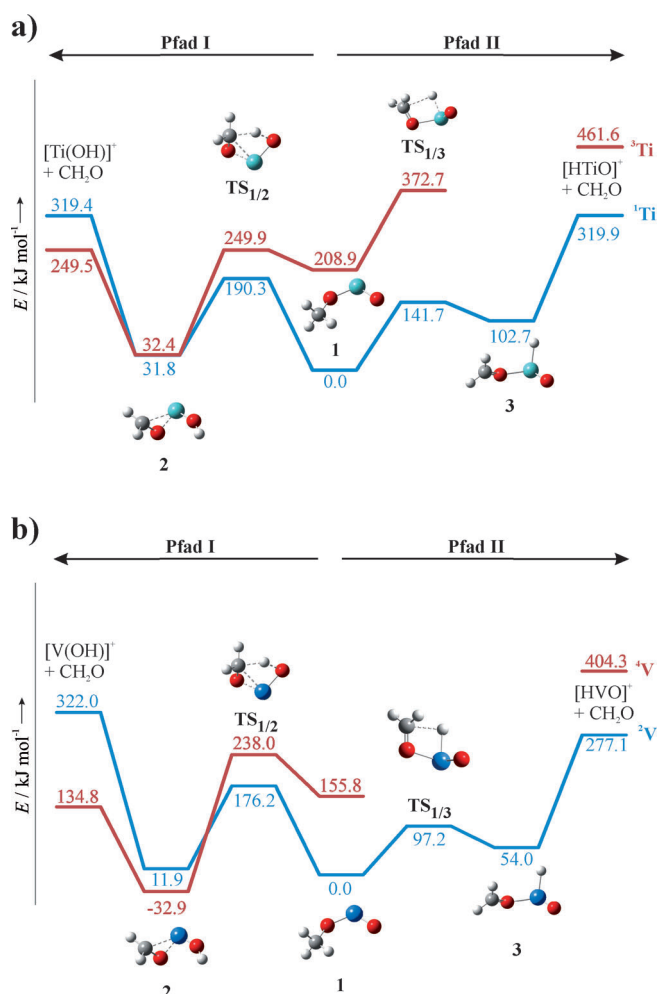 a)
Pfad I
Pfad II
E / kJ mol⁻¹
[Ti(OH)]⁺
+ CH₂O
319.4
249.5
32.4
31.8
2
TS₁/₂
249.9
190.3
208.9
1
0.0
TS₁/₃
372.7
141.7
102.7
3
461.6
³Ti
[HTiO]⁺
+ CH₂O
¹Ti
319.9
b)
Pfad I
Pfad II
E / kJ mol⁻¹
[V(OH)]⁺
+ CH₂O
322.0
134.8
11.9
-32.9
2
TS₁/₂
238.0
176.2
155.8
0.0
1
TS₁/₃
97.2
54.0
3
404.3
⁴V
[HVO]⁺
+ CH₂O
²V
277.1